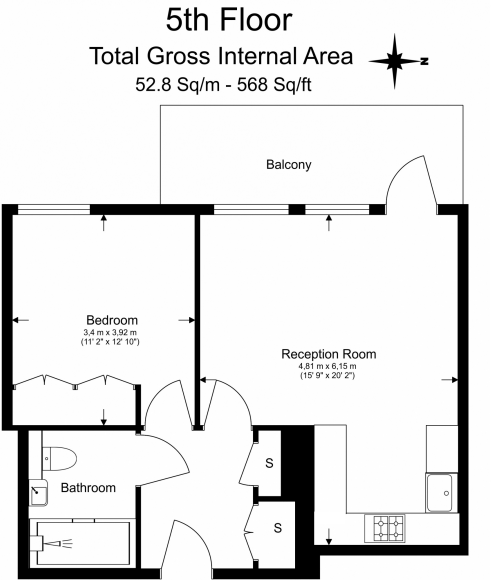 5th Floor
Total Gross Internal Area
52.8 Sq/m - 568 Sq/ft
N
Balcony
Bedroom
3,4 m x 3,92 m
(11' 2" x 12' 10")
Reception Room
4,81 m x 6,15 m
(15' 9" x 20' 2")
Bathroom
S
S